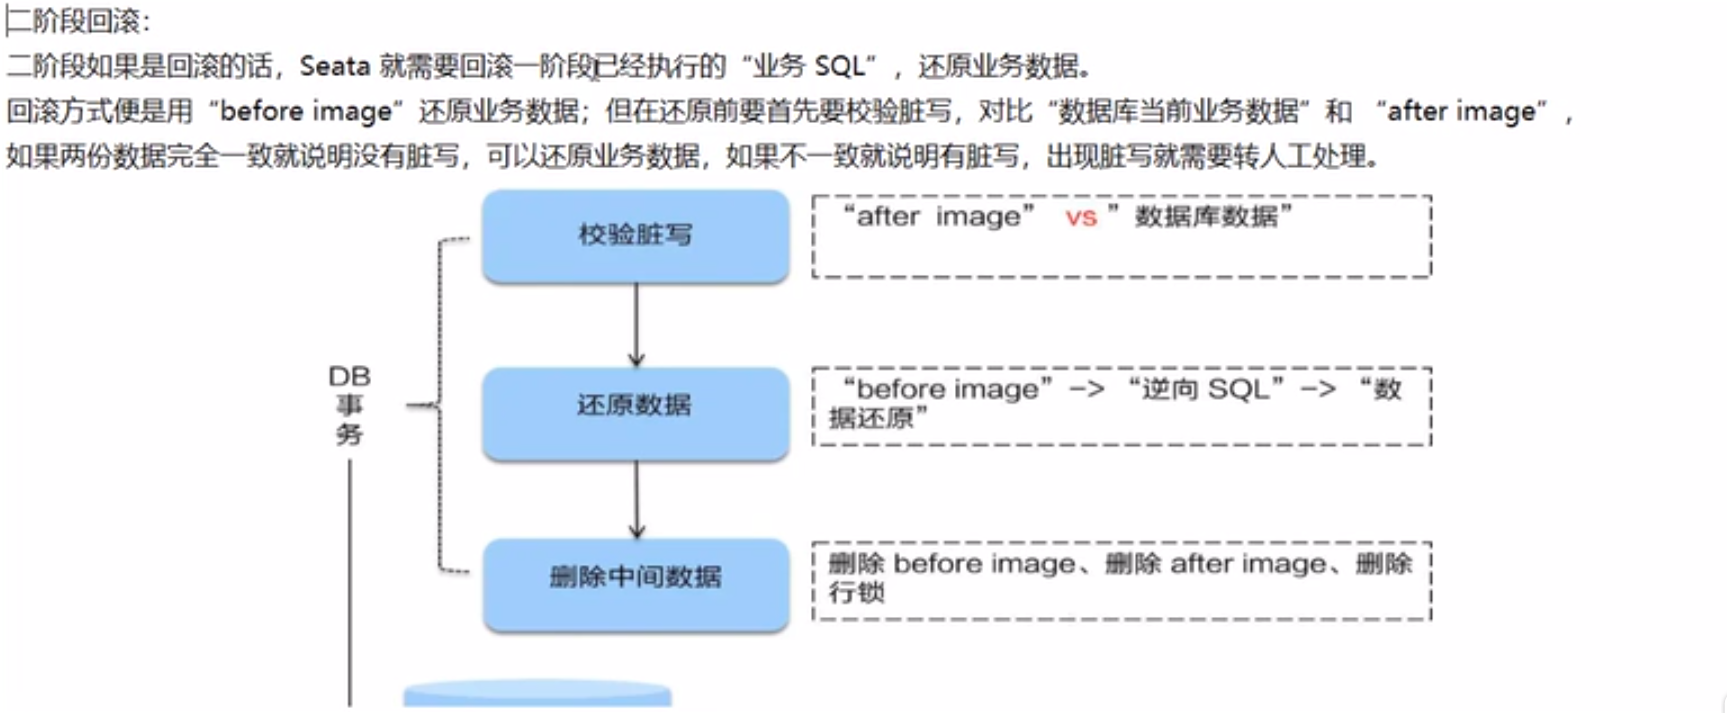 二阶段回滚：
二阶段如果是回滚的话，Seata 就需要回滚一阶段已经执行的“业务 SQL”，还原业务数据。
回滚方式便是用“before image”还原业务数据；但在还原前要首先要校验脏写，对比“数据库当前业务数据”和 “after image”，
如果两份数据完全一致就说明没有脏写，可以还原业务数据，如果不一致就说明有脏写，出现脏写就需要转人工处理。
校验脏写
“after image” vs ”数据库数据”
DB
事
务
还原数据
“before image”–> “逆向 SQL”–> “数
据还原”
删除中间数据
删除 before image、删除 after image、删除
行锁